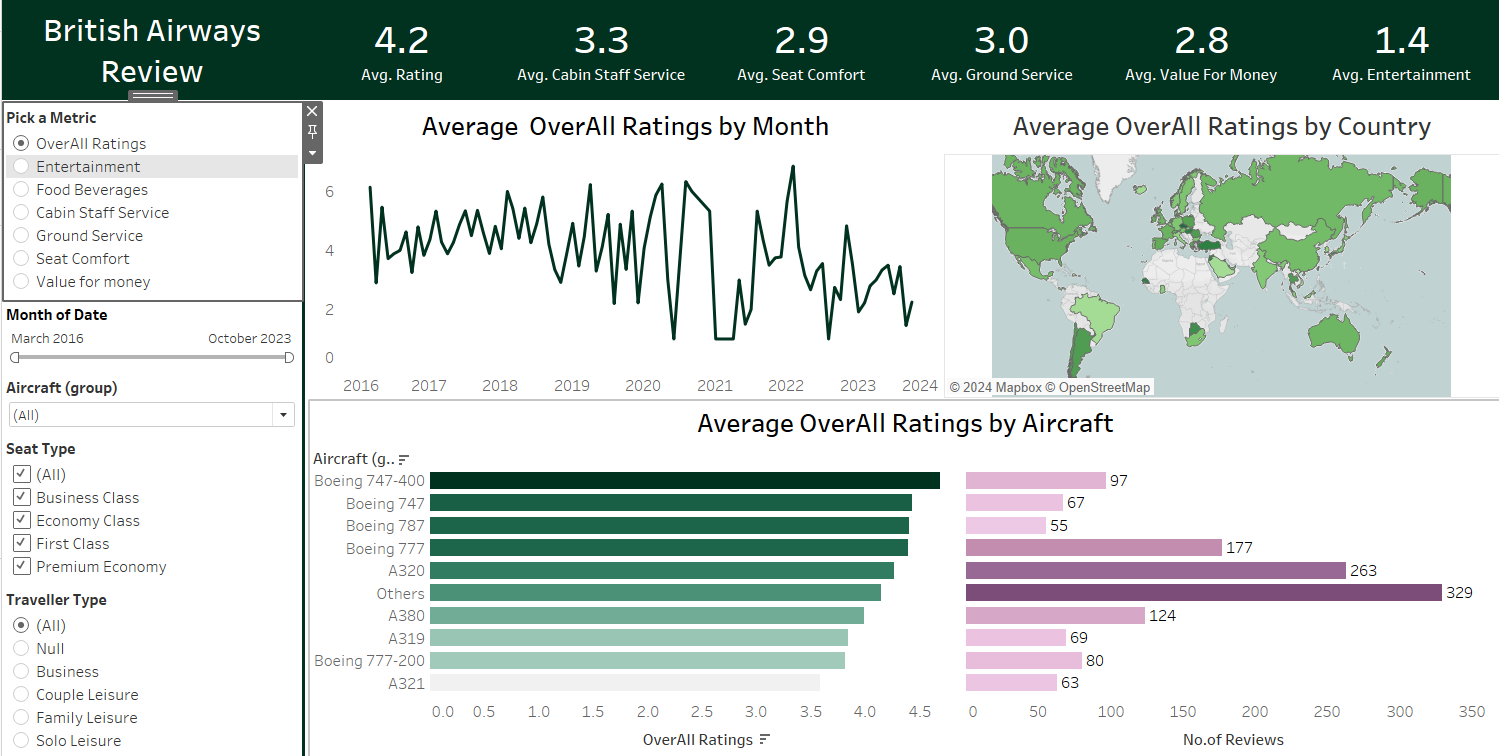 British Airways
Review
4.2
Avg. Rating
3.3
Avg. Cabin Staff Service
2.9
Avg. Seat Comfort
3.0
Avg. Ground Service
2.8
Avg. Value For Money
1.4
Avg. Entertainment
Pick a Metric
OverAll Ratings
Entertainment
Food Beverages
Cabin Staff Service
Ground Service
Seat Comfort
Value for money
Month of Date
March 2016 October 2023
Aircraft (group)
(All)
Seat Type
(All)
Business Class
Economy Class
First Class
Premium Economy
Traveller Type
(All)
Null
Business
Couple Leisure
Family Leisure
Solo Leisure
Average OverAll Ratings by Month
6
4
2
0
2016 2017 2018 2019 2020 2021 2022 2023 2024
Average OverAll Ratings by Country
© 2024 Mapbox © OpenStreetMap
Average OverAll Ratings by Aircraft
Aircraft (g..
Boeing 747-400 97
Boeing 747 67
Boeing 787 55
Boeing 777 177
A320 263
Others 329
A380 124
A319 69
Boeing 777-200 80
A321 63
0.0 0.5 1.0 1.5 2.0 2.5 3.0 3.5 4.0 4.5 0 50 100 150 200 250 300 350
OverAll Ratings No.of Reviews